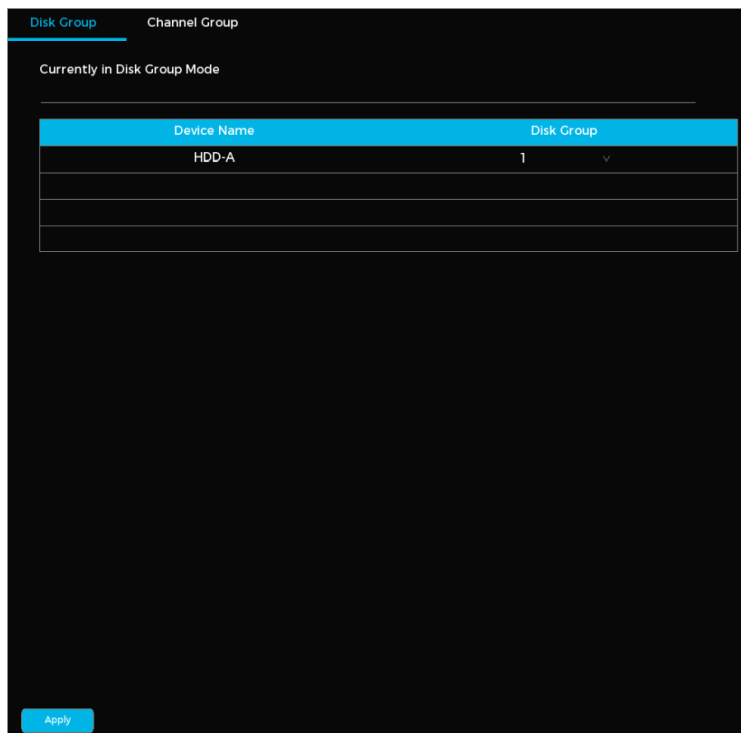 Disk Group Channel Group
Currently in Disk Group Mode
Device Name Disk Group
HDD-A 1
Apply